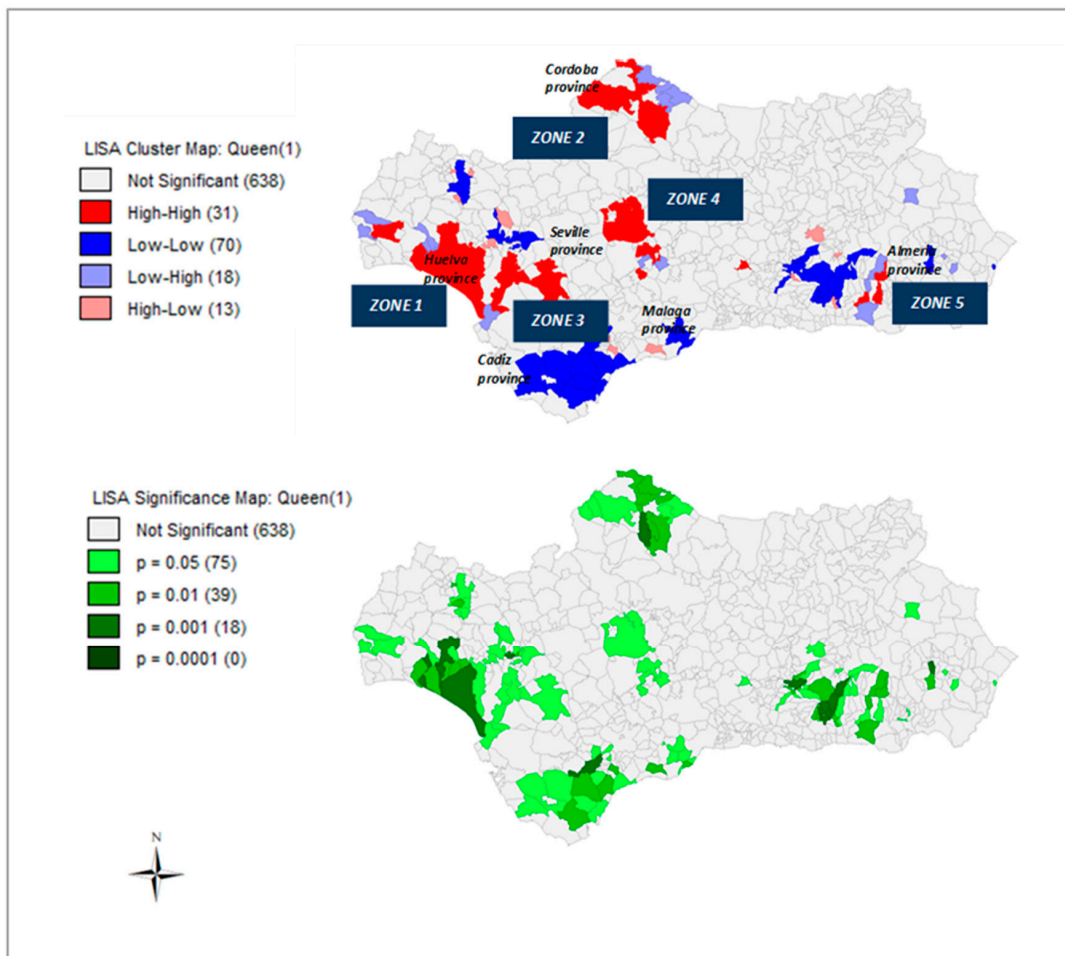 Cordoba
province
LISA Cluster Map: Queen(1)
Not Significant (638)
High-High (31)
Low-Low (70)
Low-High (18)
High-Low (13)
ZONE 2
ZONE 4
Seville
province
Almeria
province
Huelva
province
ZONE 1
ZONE 3
ZONE 5
Malaga
province
Cadiz
province
LISA Significance Map: Queen(1)
Not Significant (638)
p = 0.05 (75)
p = 0.01 (39)
p = 0.001 (18)
p = 0.0001 (0)
N